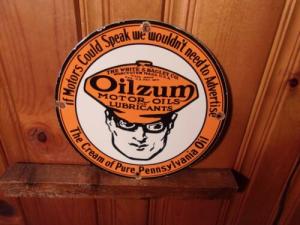 If Motors Could Speak we wouldn't need to Advertise
THE WHITE & BAGLEY CO.
Oilzum
MOTOR OILS
LUBRICANTS
The Cream of Pure Pennsylvania Oil